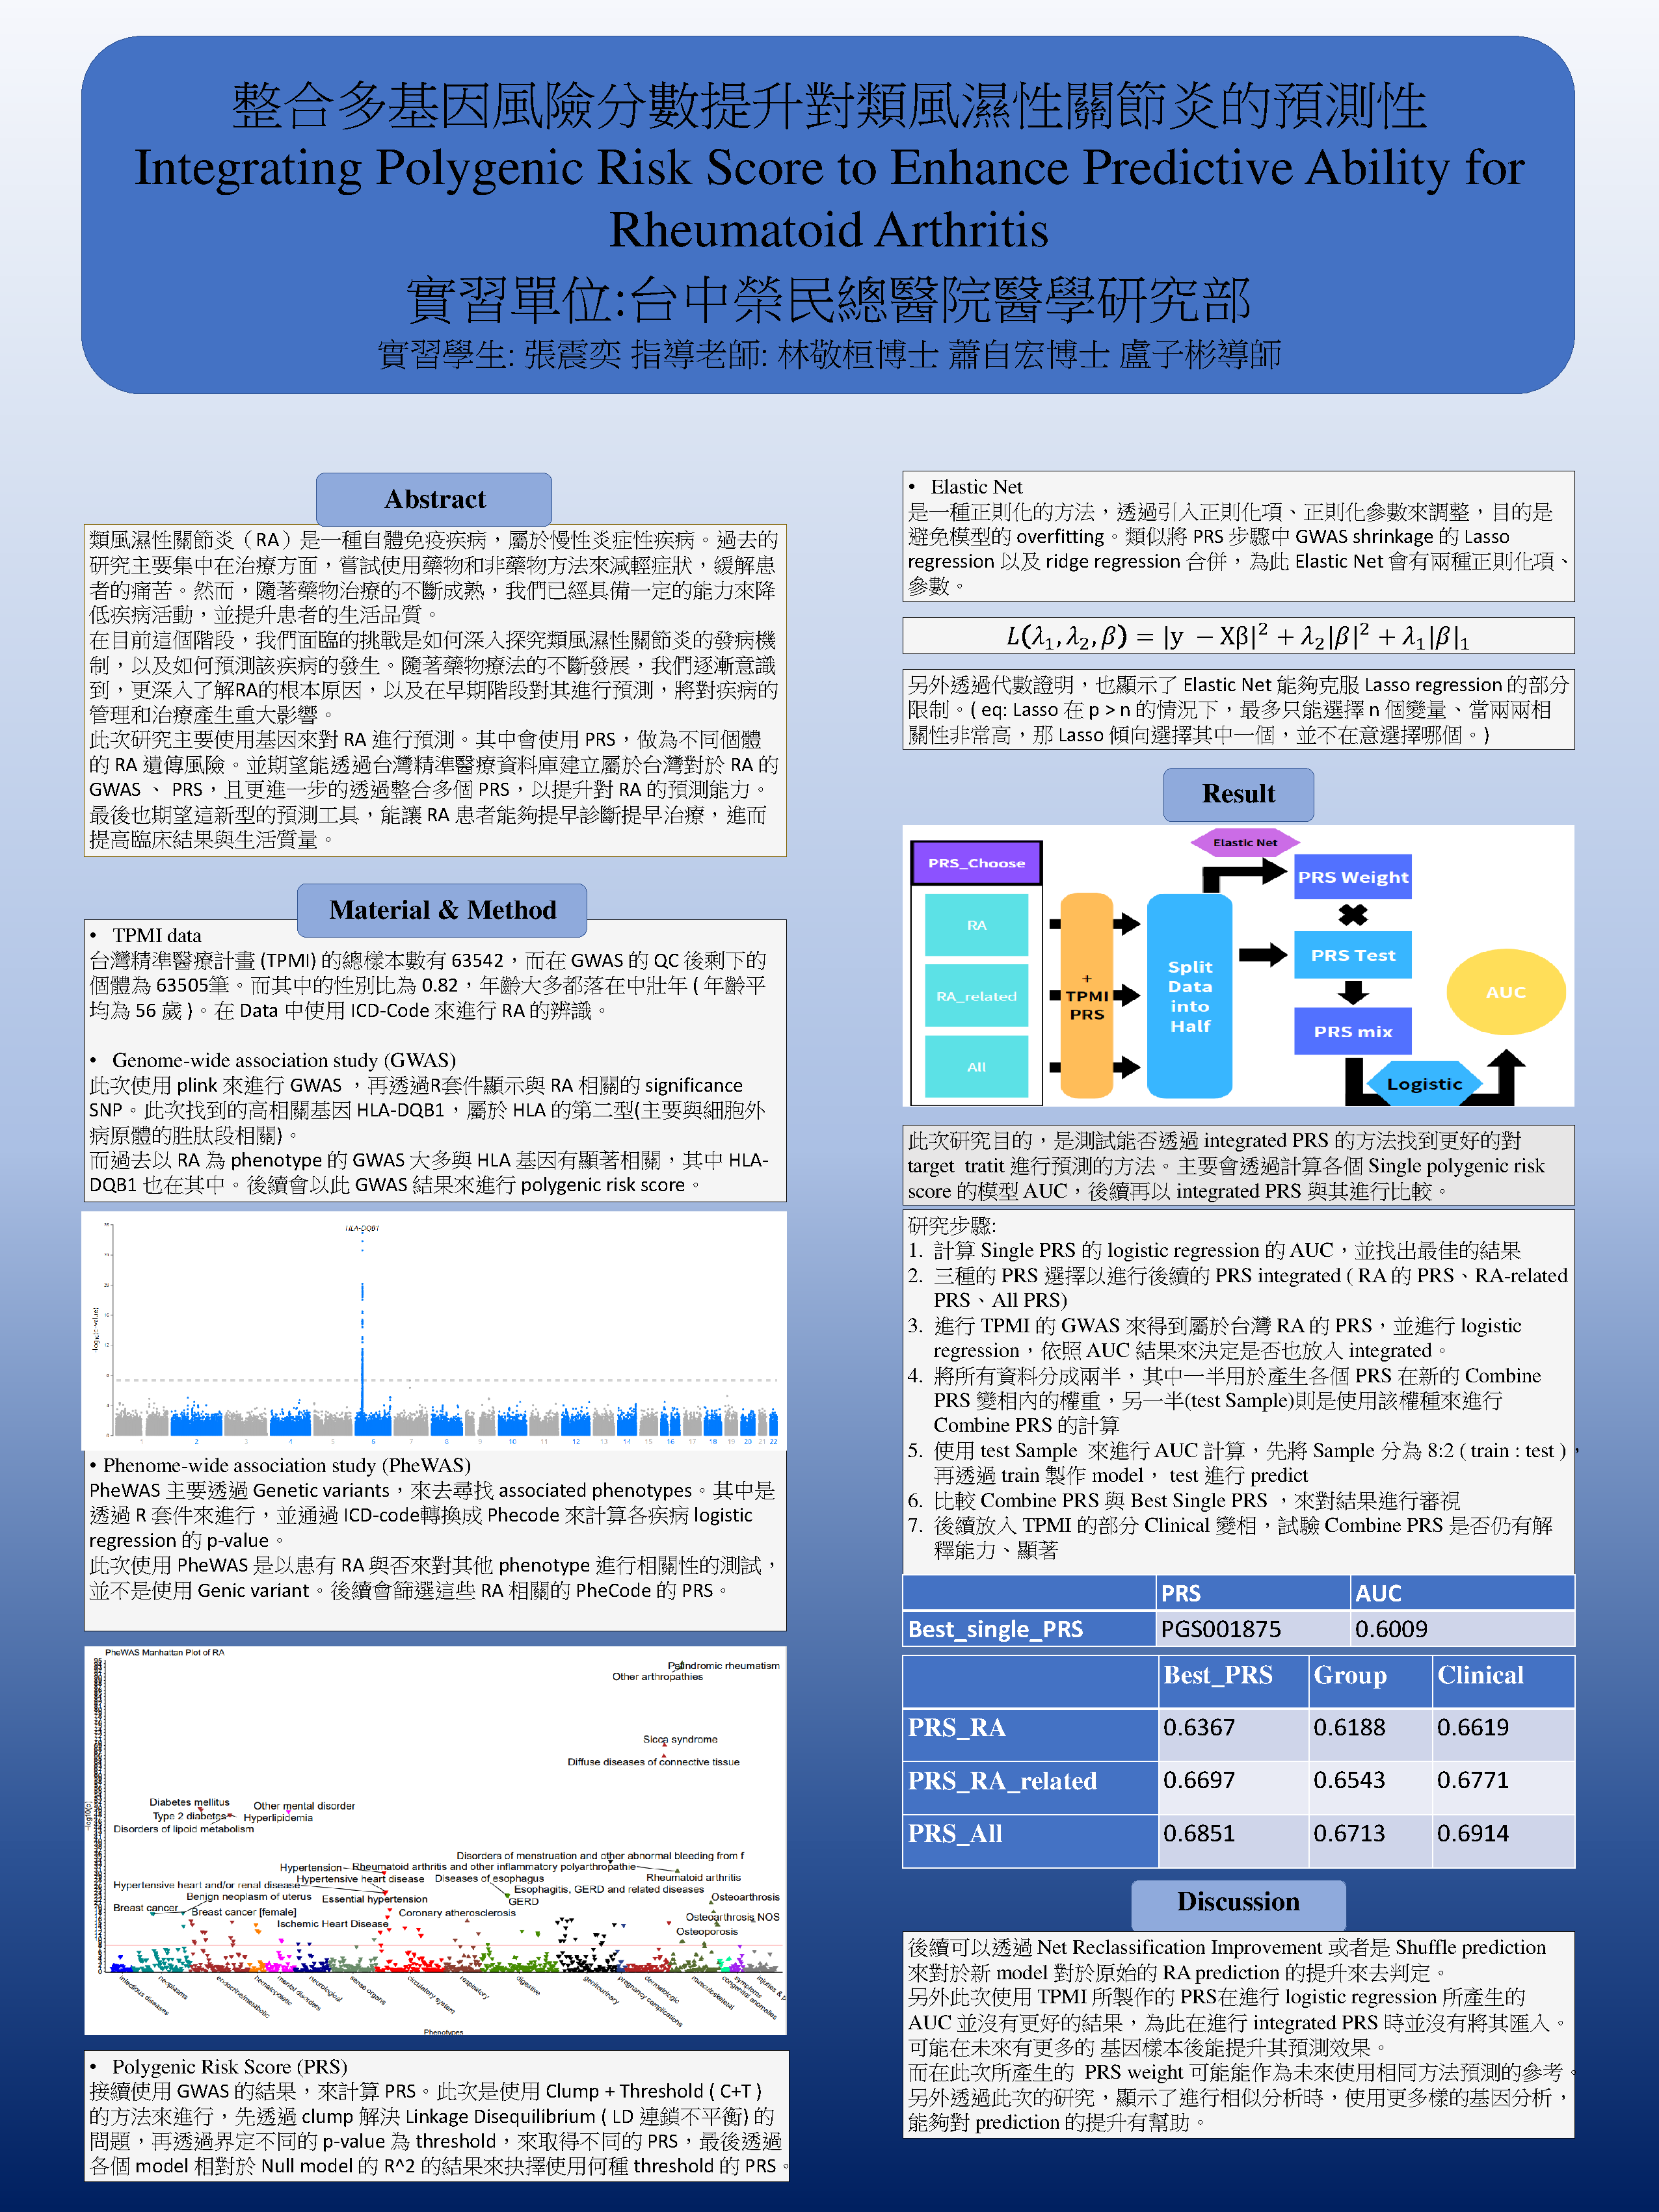 整合多基因風險分數提升對類風濕性關節炎的預測性
Integrating Polygenic Risk Score to Enhance Predictive Ability for
Rheumatoid Arthritis
實習單位:台中榮民總醫院醫學研究部
實習學生: 張震奕 指導老師: 林敬桓博士 蕭自宏博士 盧子彬導師
Abstract
類風濕性關節炎（RA）是一種自體免疫疾病，屬於慢性炎症性疾病。過去的
研究主要集中在治療方面，嘗試使用藥物和非藥物方法來減輕症狀，緩解患
者的痛苦。然而，隨著藥物治療的不斷成熟，我們已經具備一定的能力來降
低疾病活動，並提升患者的生活品質。
在目前這個階段，我們面臨的挑戰是如何深入探究類風濕性關節炎的發病機
制，以及如何預測該疾病的發生。隨著藥物療法的不斷發展，我們逐漸意識
到，更深入了解RA的根本原因，以及在早期階段對其進行預測，將對疾病的
管理和治療產生重大影響。
此次研究主要使用基因來對 RA 進行預測。其中會使用 PRS，做為不同個體
的 RA 遺傳風險。並期望能透過台灣精準醫療資料庫建立屬於台灣對於 RA 的
GWAS 、 PRS，且更進一步的透過整合多個 PRS，以提升對 RA 的預測能力。
最後也期望這新型的預測工具，能讓 RA 患者能夠提早診斷提早治療，進而
提高臨床結果與生活質量。
Material & Method
• TPMI data
台灣精準醫療計畫 (TPMI) 的總樣本數有 63542，而在 GWAS 的 QC 後剩下的
個體為 63505筆。而其中的性別比為 0.82，年齡大多都落在中壯年 ( 年齡平
均為 56 歲 )。在 Data 中使用 ICD-Code 來進行 RA 的辨識。
• Genome-wide association study (GWAS)
此次使用 plink 來進行 GWAS ，再透過R套件顯示與 RA 相關的 significance
SNP。此次找到的高相關基因 HLA-DQB1，屬於 HLA 的第二型(主要與細胞外
病原體的胜肽段相關)。
而過去以 RA 為 phenotype 的 GWAS 大多與 HLA 基因有顯著相關，其中 HLA-
DQB1 也在其中。後續會以此 GWAS 結果來進行 polygenic risk score。
HLA-DQB1
1 2 3 4 5 6 7 8 9 10 11 12 13 14 15 16 17 18 19 20 21 22
• Phenome-wide association study (PheWAS)
PheWAS 主要透過 Genetic variants，來去尋找 associated phenotypes。其中是
透過 R 套件來進行，並通過 ICD-code轉換成 Phecode 來計算各疾病 logistic
regression 的 p-value。
此次使用 PheWAS 是以患有 RA 與否來對其他 phenotype 進行相關性的測試，
並不是使用 Genic variant。後續會篩選這些 RA 相關的 PheCode 的 PRS。
PheWAS Manhattan Plot of RA
Palindromic rheumatism
Other arthropathies
Sicca syndrome
Diffuse diseases of connective tissue
Diabetes mellitus
Other mental disorder
Type 2 diabetes
Hyperlipidemia
Disorders of lipoid metabolism
Disorders of menstruation and other abnormal bleeding from f
Hypertension
Rheumatoid arthritis and other inflammatory polyarthropathie
Hypertensive heart disease
Diseases of esophagus
Rheumatoid arthritis
Hypertensive heart and/or renal disease
Esophagitis, GERD and related diseases
Benign neoplasm of uterus
Essential hypertension
GERD
Osteoarthrosis
Breast cancer
Breast cancer [female]
Coronary atherosclerosis
Osteoarthrosis NOS
Ischemic Heart Disease
Osteoporosis
infectious diseases
neoplasms
endocrine/metabolic
hematopoietic
mental disorders
neurological
sense organs
circulatory system
respiratory
digestive
genitourinary
pregnancy complications
dermatologic
musculoskeletal
congenital anomalies
symptoms
injuries & p
Phenotypes
• Polygenic Risk Score (PRS)
接續使用 GWAS 的結果，來計算 PRS。此次是使用 Clump + Threshold ( C+T )
的方法來進行，先透過 clump 解決 Linkage Disequilibrium ( LD 連鎖不平衡) 的
問題，再透過界定不同的 p-value 為 threshold，來取得不同的 PRS，最後透過
各個 model 相對於 Null model 的 R^2 的結果來抉擇使用何種 threshold 的 PRS。
• Elastic Net
是一種正則化的方法，透過引入正則化項、正則化參數來調整，目的是
避免模型的 overfitting。類似將 PRS 步驟中 GWAS shrinkage 的 Lasso
regression 以及 ridge regression 合併，為此 Elastic Net 會有兩種正則化項、
參數。
L(λ₁, λ₂, β) = |y − Xβ|² + λ₂|β|² + λ₁|β|₁
另外透過代數證明，也顯示了 Elastic Net 能夠克服 Lasso regression 的部分
限制。( eq: Lasso 在 p > n 的情況下，最多只能選擇 n 個變量、當兩兩相
關性非常高，那 Lasso 傾向選擇其中一個，並不在意選擇哪個。)
Result
PRS_Choose
RA
RA_related
All
+
TPMI
PRS
Split
Data
into
Half
Elastic Net
PRS Weight
PRS Test
PRS mix
Logistic
AUC
此次研究目的，是測試能否透過 integrated PRS 的方法找到更好的對
target tratit 進行預測的方法。主要會透過計算各個 Single polygenic risk
score 的模型 AUC，後續再以 integrated PRS 與其進行比較。
研究步驟:
1. 計算 Single PRS 的 logistic regression 的 AUC，並找出最佳的結果
2. 三種的 PRS 選擇以進行後續的 PRS integrated ( RA 的 PRS、RA-related
PRS、All PRS)
3. 進行 TPMI 的 GWAS 來得到屬於台灣 RA 的 PRS，並進行 logistic
regression，依照 AUC 結果來決定是否也放入 integrated。
4. 將所有資料分成兩半，其中一半用於產生各個 PRS 在新的 Combine
PRS 變相內的權重，另一半(test Sample)則是使用該權種來進行
Combine PRS 的計算
5. 使用 test Sample 來進行 AUC 計算，先將 Sample 分為 8:2 ( train : test )，
再透過 train 製作 model， test 進行 predict
6. 比較 Combine PRS 與 Best Single PRS ，來對結果進行審視
7. 後續放入 TPMI 的部分 Clinical 變相，試驗 Combine PRS 是否仍有解
釋能力、顯著
PRS AUC
Best_single_PRS PGS001875 0.6009
Best_PRS Group Clinical
PRS_RA 0.6367 0.6188 0.6619
PRS_RA_related 0.6697 0.6543 0.6771
PRS_All 0.6851 0.6713 0.6914
Discussion
後續可以透過 Net Reclassification Improvement 或者是 Shuffle prediction
來對於新 model 對於原始的 RA prediction 的提升來去判定。
另外此次使用 TPMI 所製作的 PRS在進行 logistic regression 所產生的
AUC 並沒有更好的結果，為此在進行 integrated PRS 時並沒有將其匯入。
可能在未來有更多的 基因樣本後能提升其預測效果。
而在此次所產生的 PRS weight 可能能作為未來使用相同方法預測的參考。
另外透過此次的研究，顯示了進行相似分析時，使用更多樣的基因分析，
能夠對 prediction 的提升有幫助。